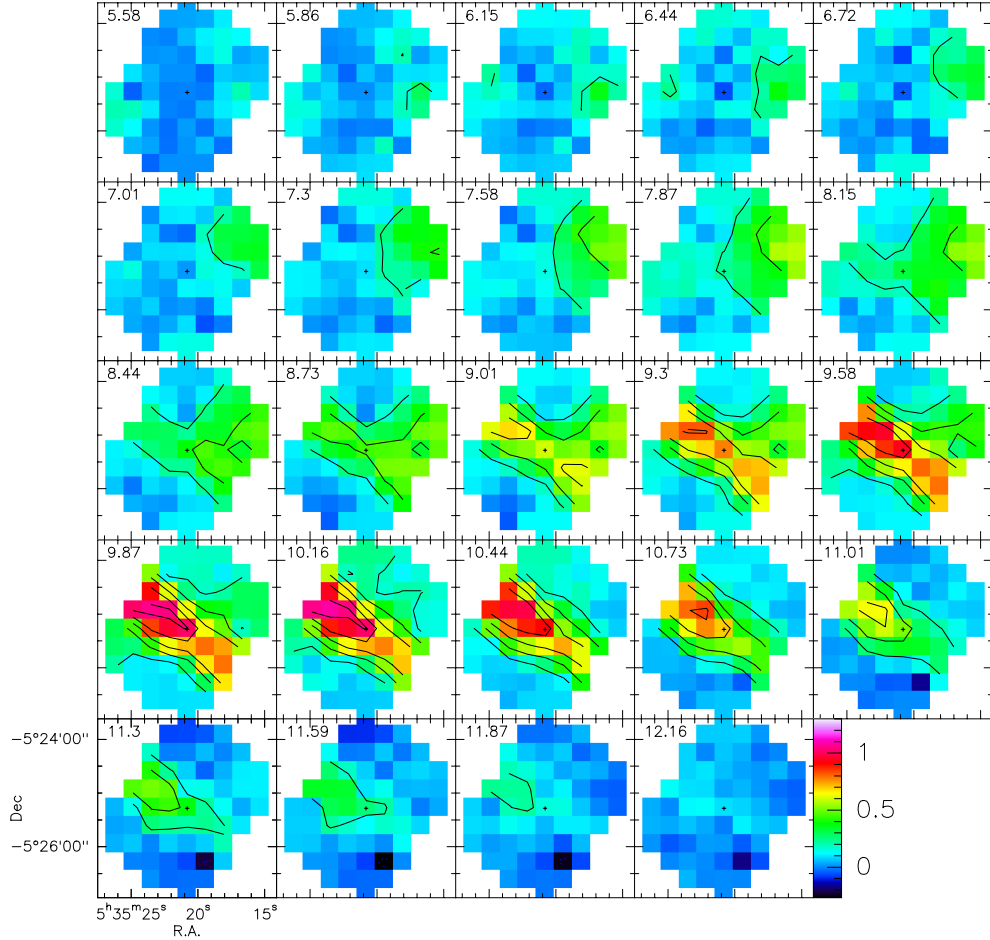 5.58 5.86 6.15 6.44 6.72
7.01 7.3 7.58 7.87 8.15
8.44 8.73 9.01 9.3 9.58
9.87 10.16 10.44 10.73 11.01
11.3 11.59 11.87 12.16
−5°24'00"
−5°26'00"
Dec
1
0.5
0
5ʰ35ᵐ25ˢ 20ˢ 15ˢ
R.A.